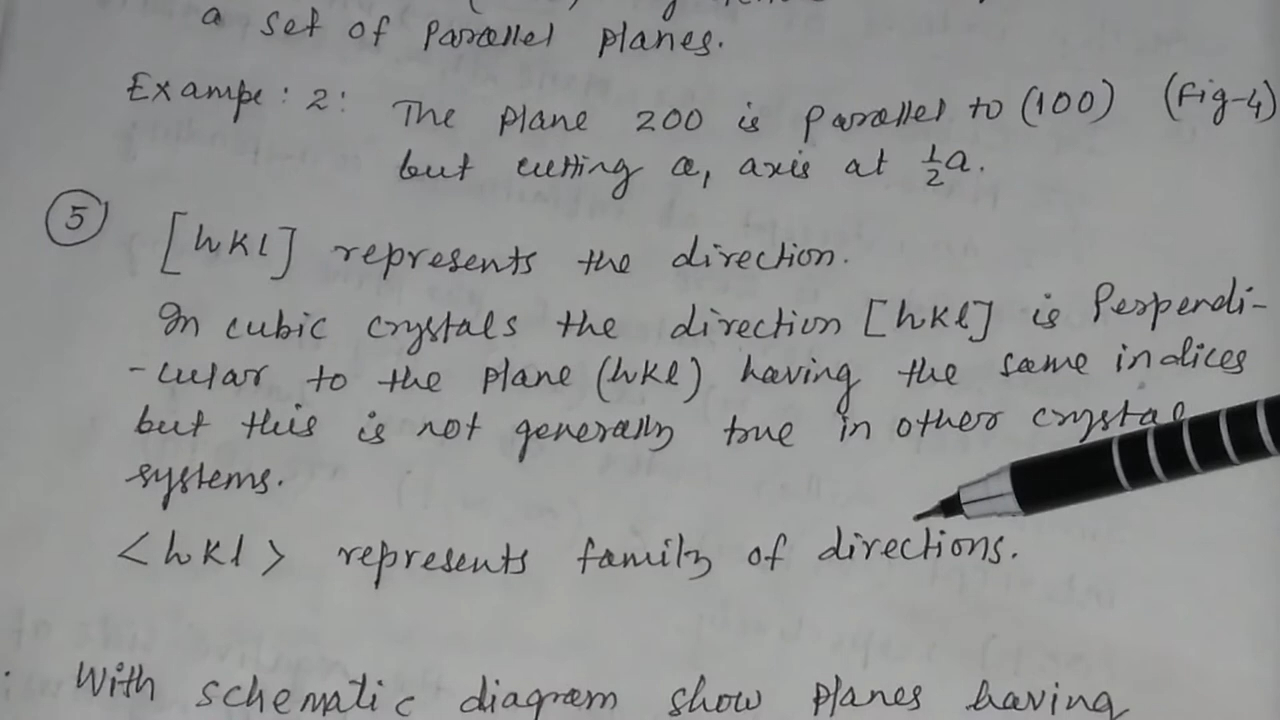 a set of Parallel planes.
Exampe: 2: The plane 200 is parallel to (100) (Fig-4)
but cutting a, axis at ½a.
5 [hkl] represents the direction.
In cubic crystals the direction [hkl] is Perpendi-
-cular to the plane (hkl) having the same indices
but this is not generally true in other crystal
systems.
<hkl> represents family of directions.
With schematic diagram show planes having